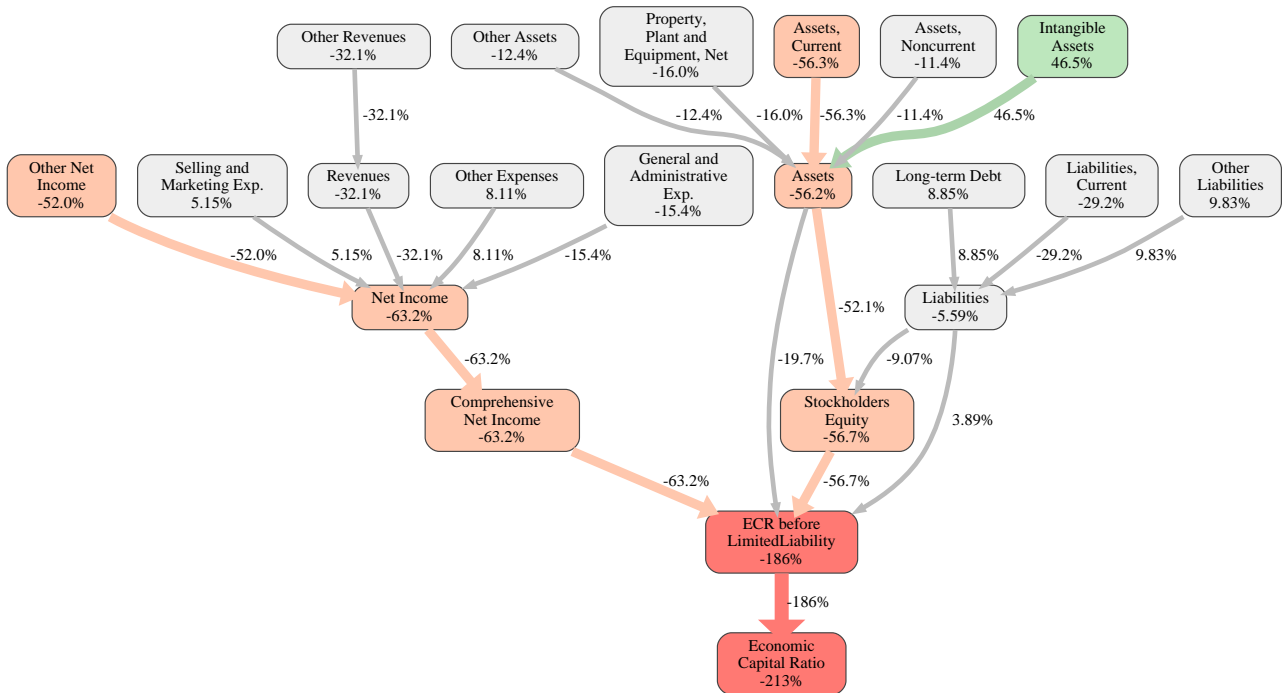 Other Revenues
-32.1%
Other Assets
-12.4%
Property,
Plant and
Equipment, Net
-16.0%
Assets,
Current
-56.3%
Assets,
Noncurrent
-11.4%
Intangible
Assets
46.5%
-32.1%
-12.4%
-16.0%
-56.3%
-11.4%
46.5%
Other Net
Income
-52.0%
Selling and
Marketing Exp.
5.15%
Revenues
-32.1%
Other Expenses
8.11%
General and
Administrative
Exp.
-15.4%
Assets
-56.2%
Long-term Debt
8.85%
Liabilities,
Current
-29.2%
Other
Liabilities
9.83%
-52.0%
5.15%
-32.1%
8.11%
-15.4%
8.85%
-29.2%
9.83%
Net Income
-63.2%
-52.1%
Liabilities
-5.59%
-63.2%
-19.7%
-9.07%
Comprehensive
Net Income
-63.2%
Stockholders
Equity
-56.7%
3.89%
-63.2%
-56.7%
ECR before
LimitedLiability
-186%
-186%
Economic
Capital Ratio
-213%